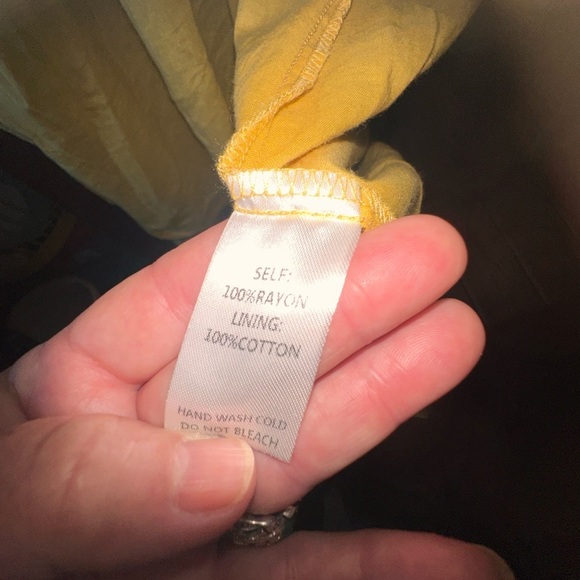 SELF:
100%RAYON
LINING:
100%COTTON
HAND WASH COLD
DO NOT BLEACH